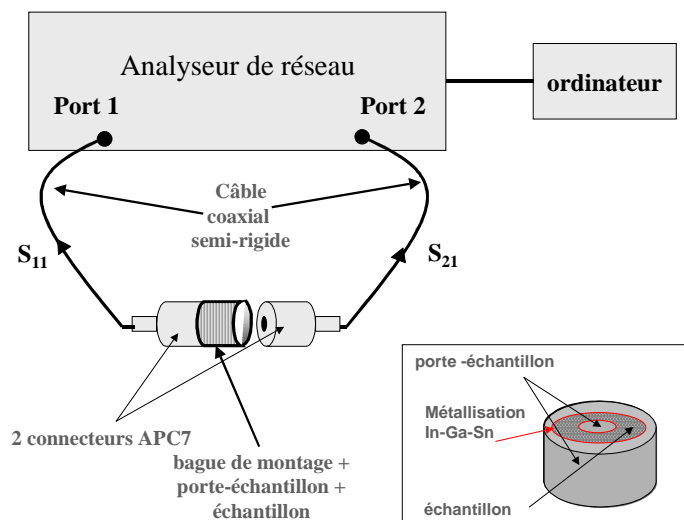 Analyseur de réseau
Port 1
Port 2
ordinateur
Câble
coaxial
semi-rigide
S11
S21
2 connecteurs APC7
bague de montage +
porte-échantillon +
échantillon
porte -échantillon
Métallisation
In-Ga-Sn
échantillon